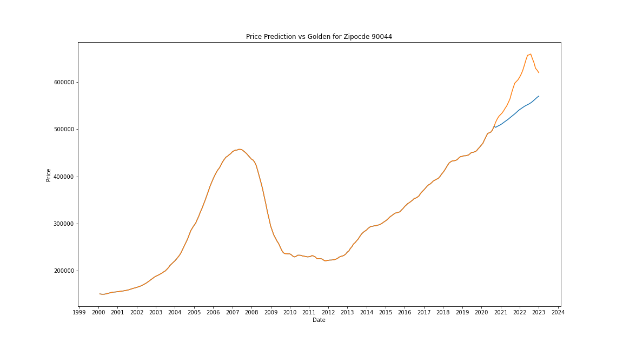 Price Prediction vs Golden for Zipocde 90044
600000
500000
400000
300000
200000
Price
1999 2000 2001 2002 2003 2004 2005 2006 2007 2008 2009 2010 2011 2012 2013 2014 2015 2016 2017 2018 2019 2020 2021 2022 2023 2024
Date